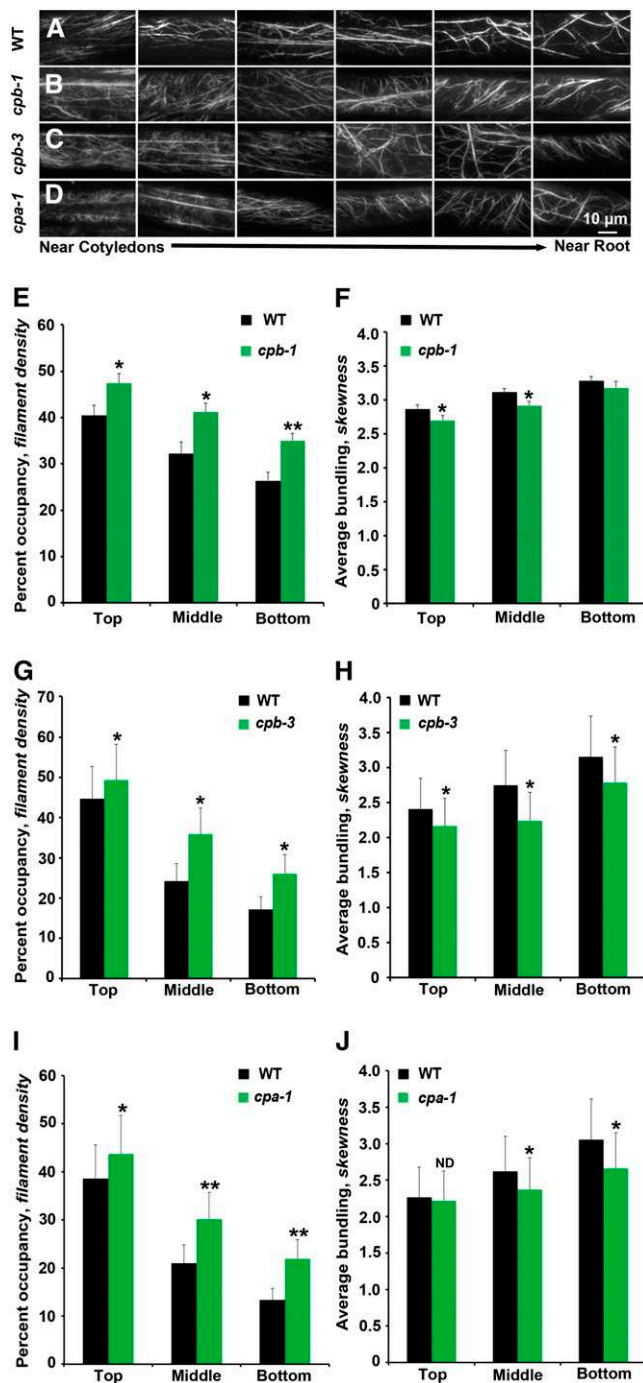 WT A
cpb-1 B
cpb-3 C
cpa-1 D
10 µm
Near Cotyledons Near Root
E
WT
cpb-1
Percent occupancy, filament density
60
50
40
30
20
10
0
* * **
Top Middle Bottom
F
WT
cpb-1
Average bundling, skewness
4.0
3.5
3.0
2.5
2.0
1.5
1.0
0.5
0
* *
Top Middle Bottom
G
WT
cpb-3
Percent occupancy, filament density
70
60
50
40
30
20
10
0
* * *
Top Middle Bottom
H
WT
cpb-3
Average bundling, skewness
4.0
3.5
3.0
2.5
2.0
1.5
1.0
0.5
0
* * *
Top Middle Bottom
I
WT
cpa-1
Percent occupancy, filament density
60
50
40
30
20
10
0
* ** **
Top Middle Bottom
J
WT
cpa-1
Average bundling, skewness
4.0
3.5
3.0
2.5
2.0
1.5
1.0
0.5
0
ND * *
Top Middle Bottom